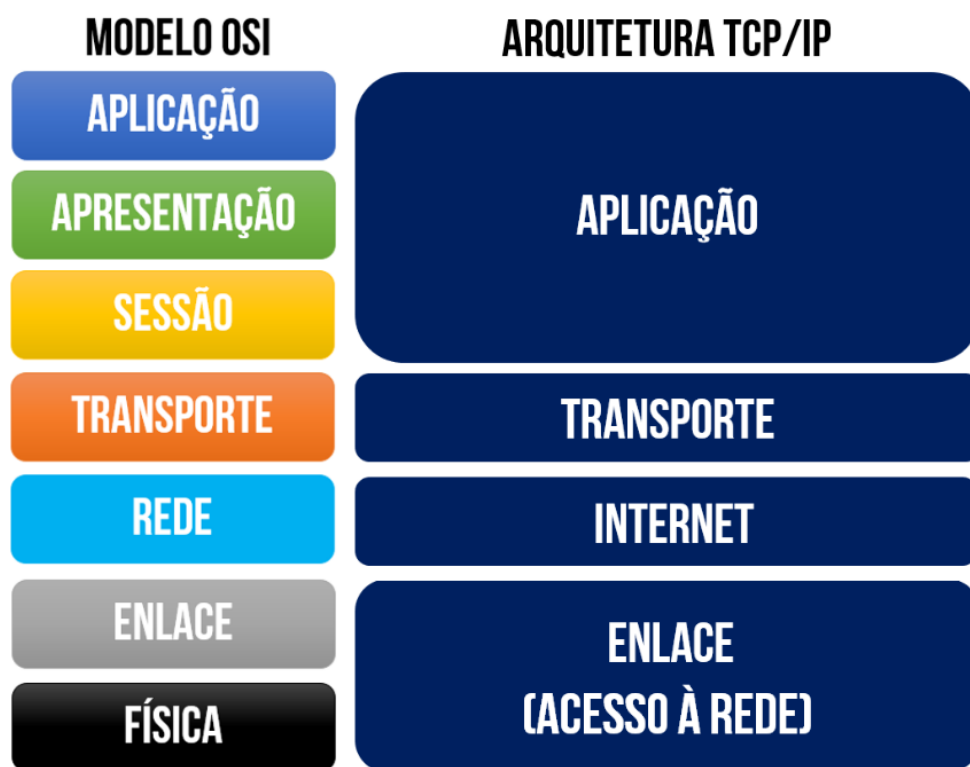 MODELO OSI
ARQUITETURA TCP/IP
APLICAÇÃO
APRESENTAÇÃO
SESSÃO
TRANSPORTE
REDE
ENLACE
FÍSICA
APLICAÇÃO
TRANSPORTE
INTERNET
ENLACE
(ACESSO À REDE)